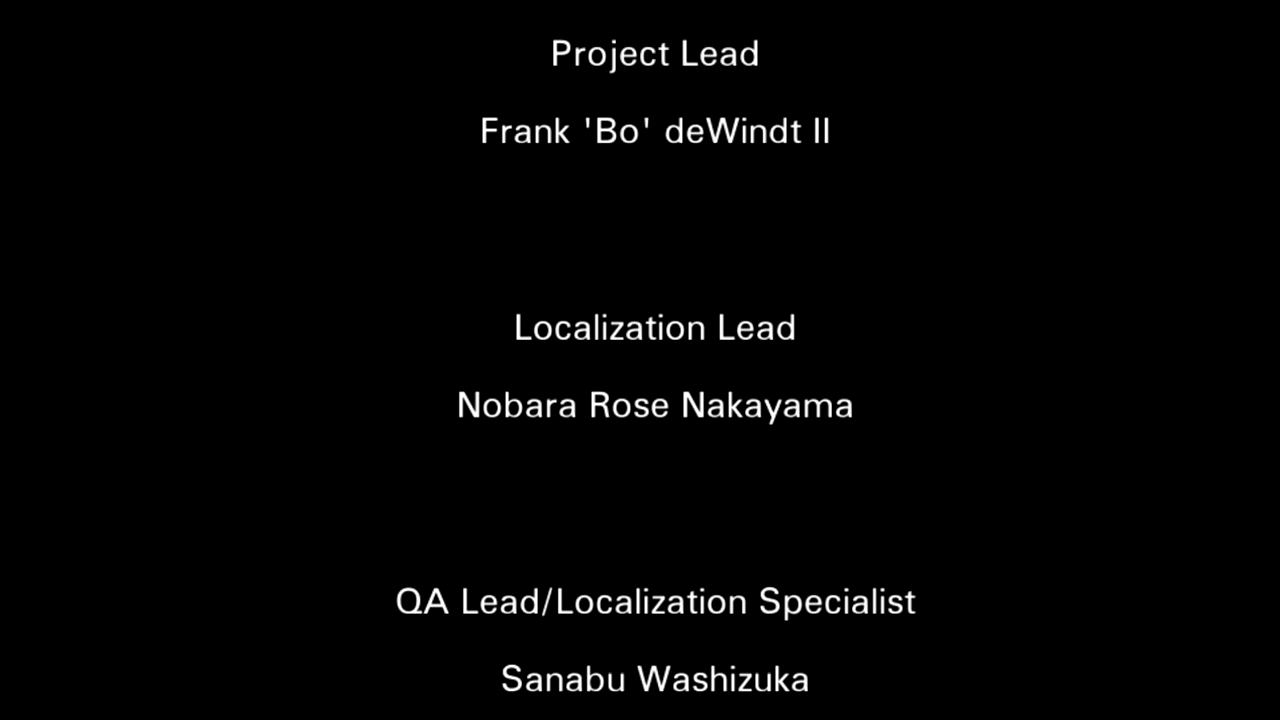 Project Lead
Frank 'Bo' deWindt II
Localization Lead
Nobara Rose Nakayama
QA Lead/Localization Specialist
Sanabu Washizuka